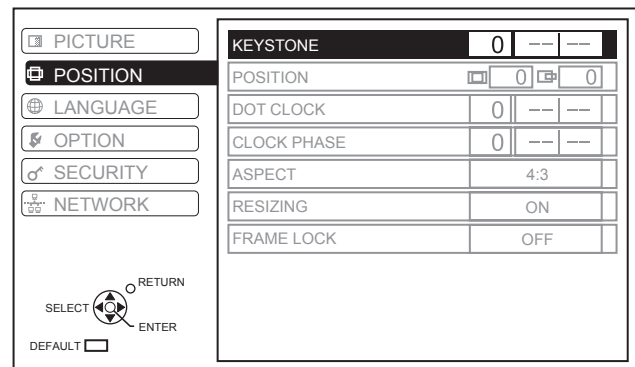 PICTURE
POSITION
LANGUAGE
OPTION
SECURITY
NETWORK
RETURN
SELECT
ENTER
DEFAULT
KEYSTONE 0
POSITION 0 0
DOT CLOCK 0
CLOCK PHASE 0
ASPECT 4:3
RESIZING ON
FRAME LOCK OFF